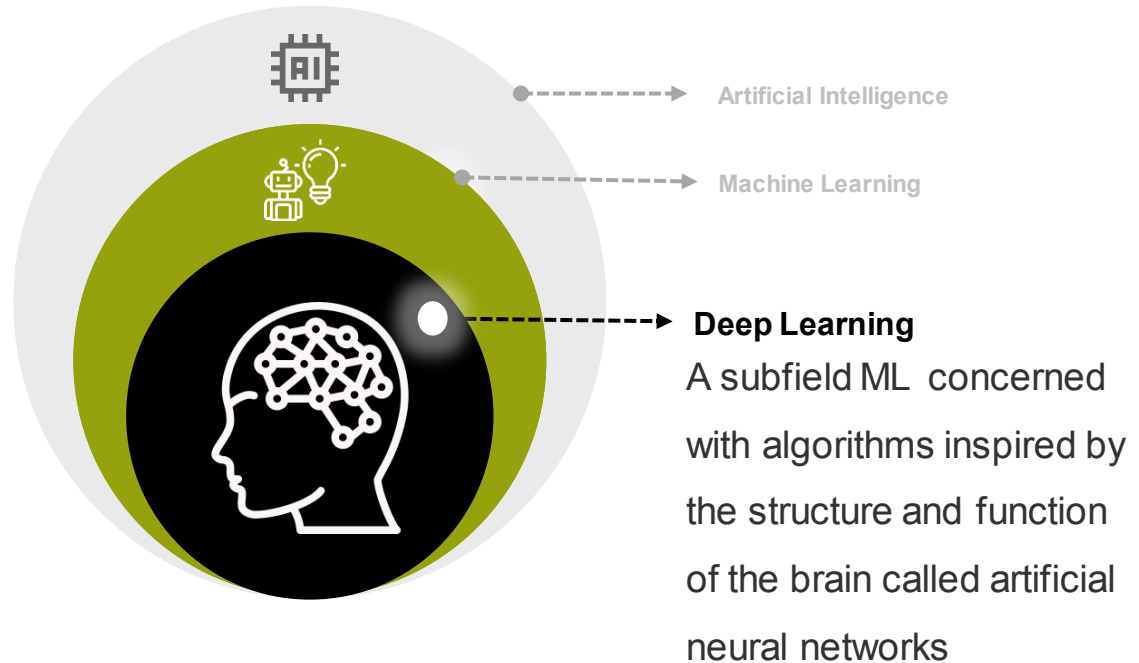 AI
Artificial Intelligence
Machine Learning
Deep Learning
A subfield ML concerned
with algorithms inspired by
the structure and function
of the brain called artificial
neural networks